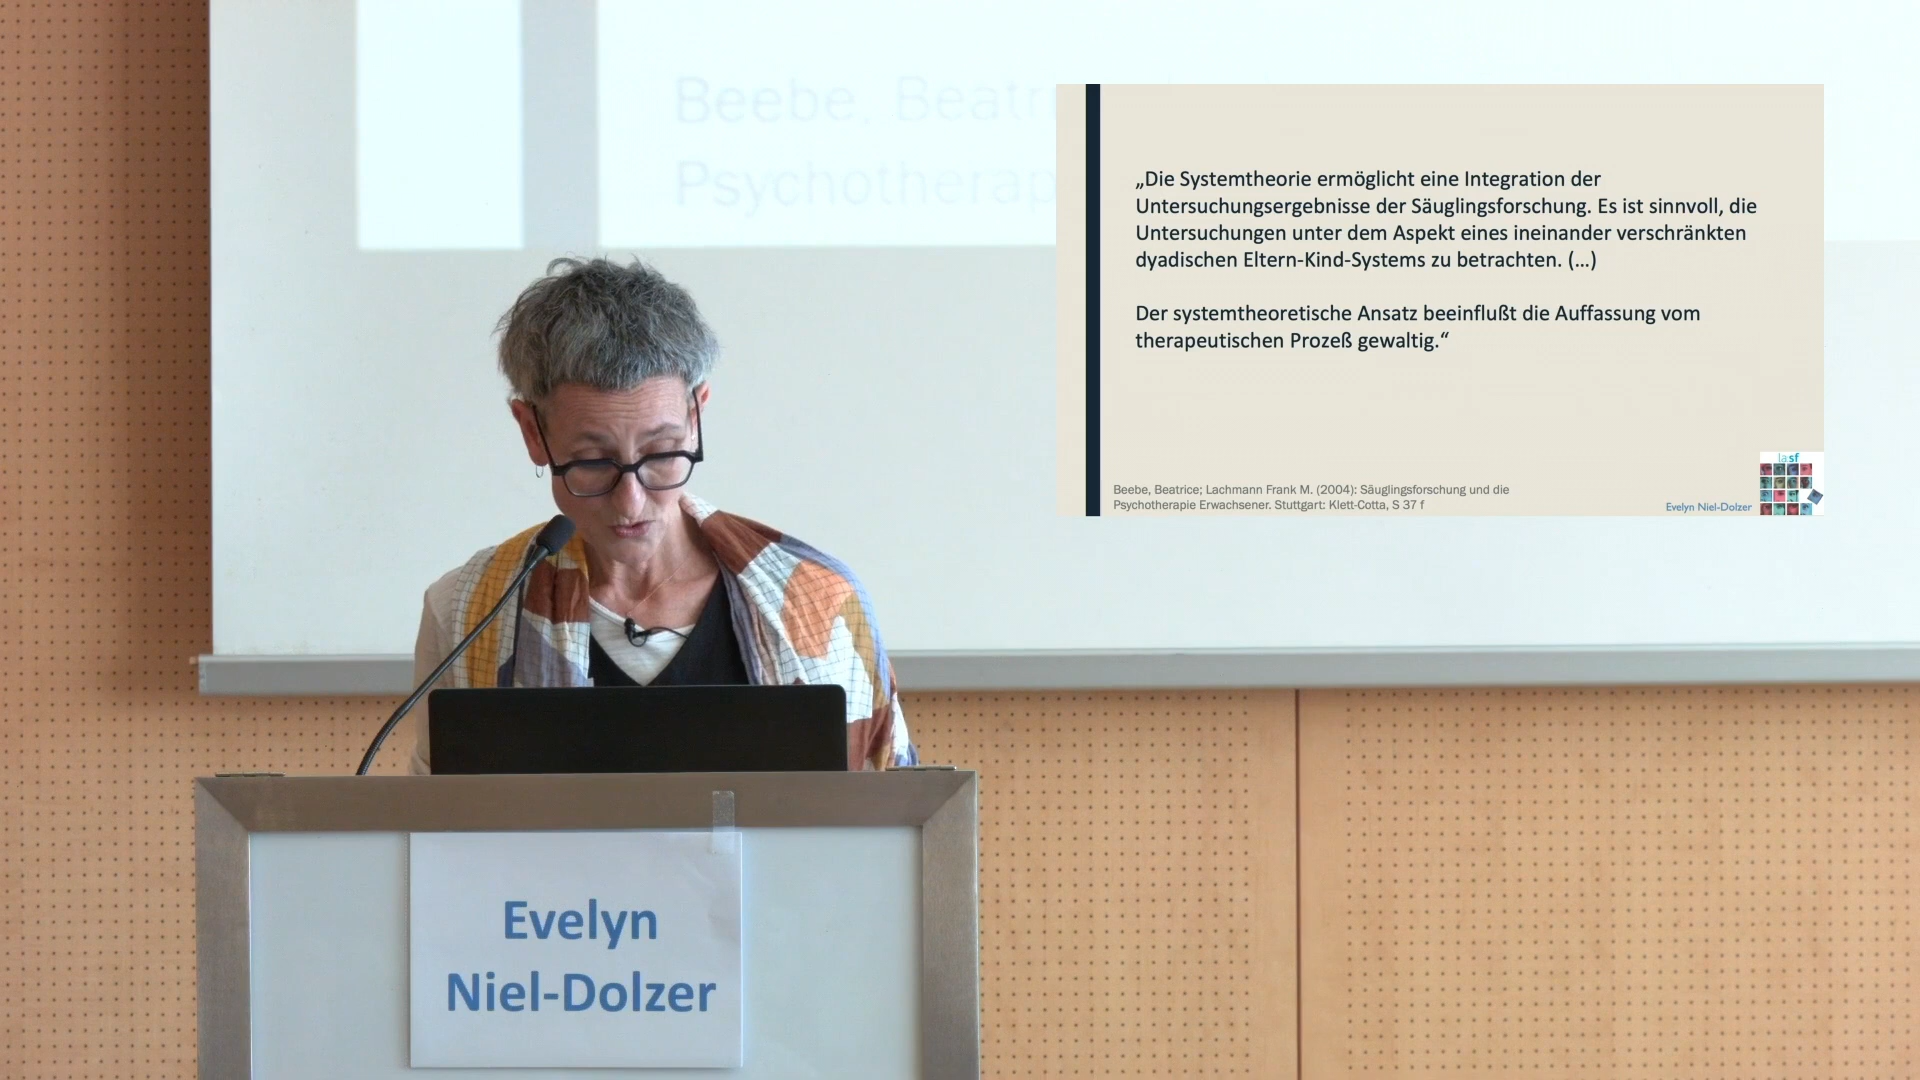 Beebe, Beatr
Psychotherap
„Die Systemtheorie ermöglicht eine Integration der
Untersuchungsergebnisse der Säuglingsforschung. Es ist sinnvoll, die
Untersuchungen unter dem Aspekt eines ineinander verschränkten
dyadischen Eltern-Kind-Systems zu betrachten. (...)
Der systemtheoretische Ansatz beeinflußt die Auffassung vom
therapeutischen Prozeß gewaltig.“
Beebe, Beatrice; Lachmann Frank M. (2004): Säuglingsforschung und die
Psychotherapie Erwachsener. Stuttgart: Klett-Cotta, S 37 f
Evelyn Niel-Dolzer
la sf
Evelyn
Niel-Dolzer